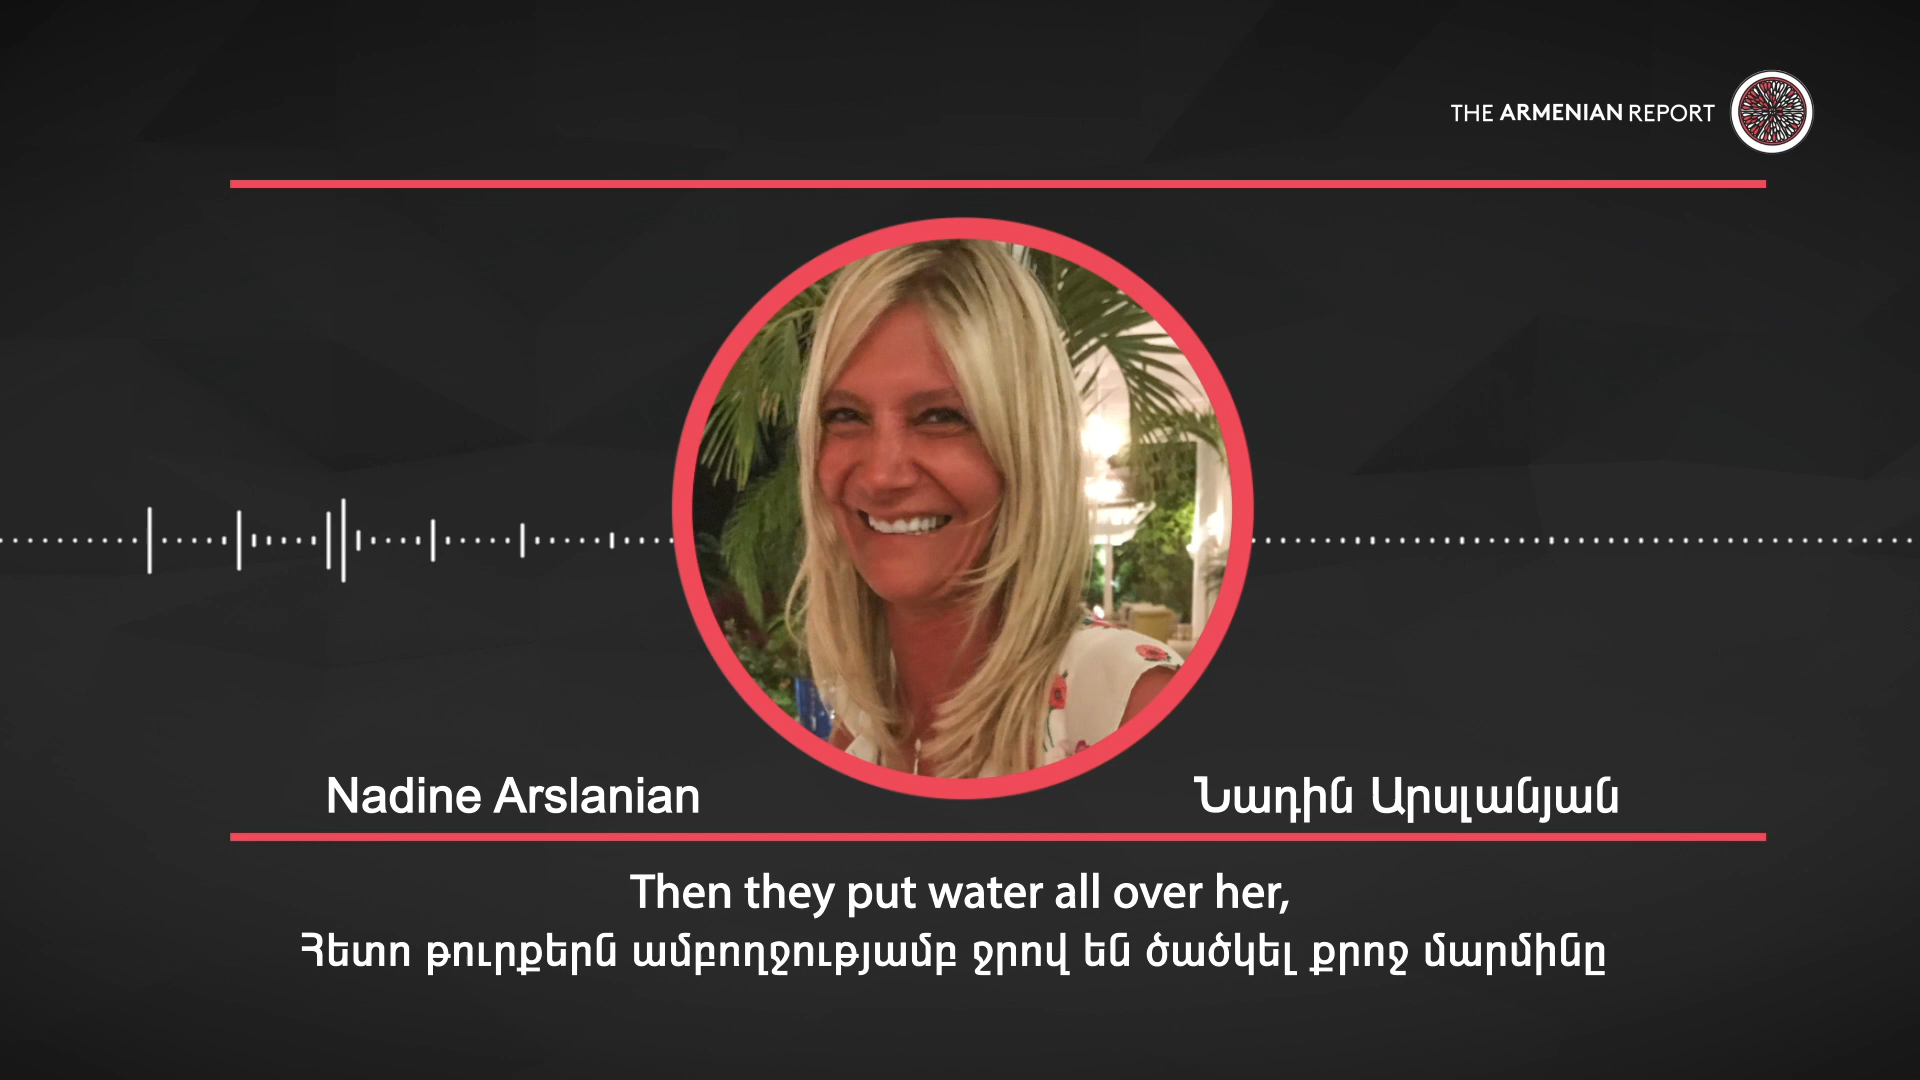 THE ARMENIAN REPORT
Nadine Arslanian
Նադին Արսլանյան
Then they put water all over her,
Հետո թուրքերն ամբողջությամբ ջրով են ծածկել քրոջ մարմինը